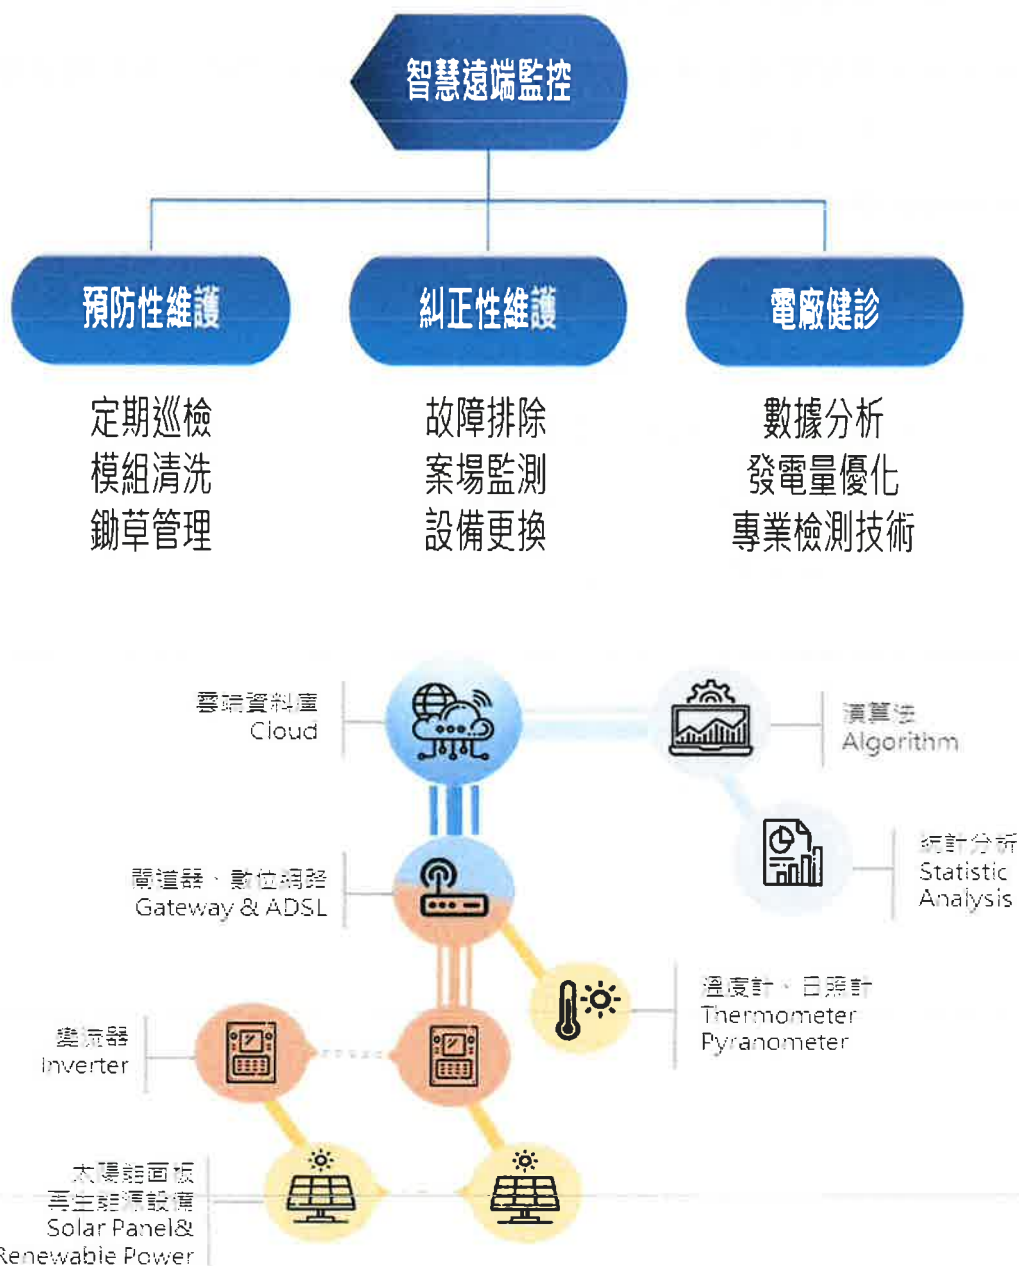 智慧遠端監控
預防性維護
糾正性維護
電廠健診
定期巡檢
模組清洗
鋤草管理
故障排除
案場監測
設備更換
數據分析
發電量優化
專業檢測技術
雲端資料庫
Cloud
演算法
Algorithm
統計分析
Statistic
Analysis
閘道器、數位網路
Gateway & ADSL
溫度計、日照計
Thermometer
Pyranometer
變流器
Inverter
太陽能面板
再生能源設備
Solar Panel&
Renewable Power